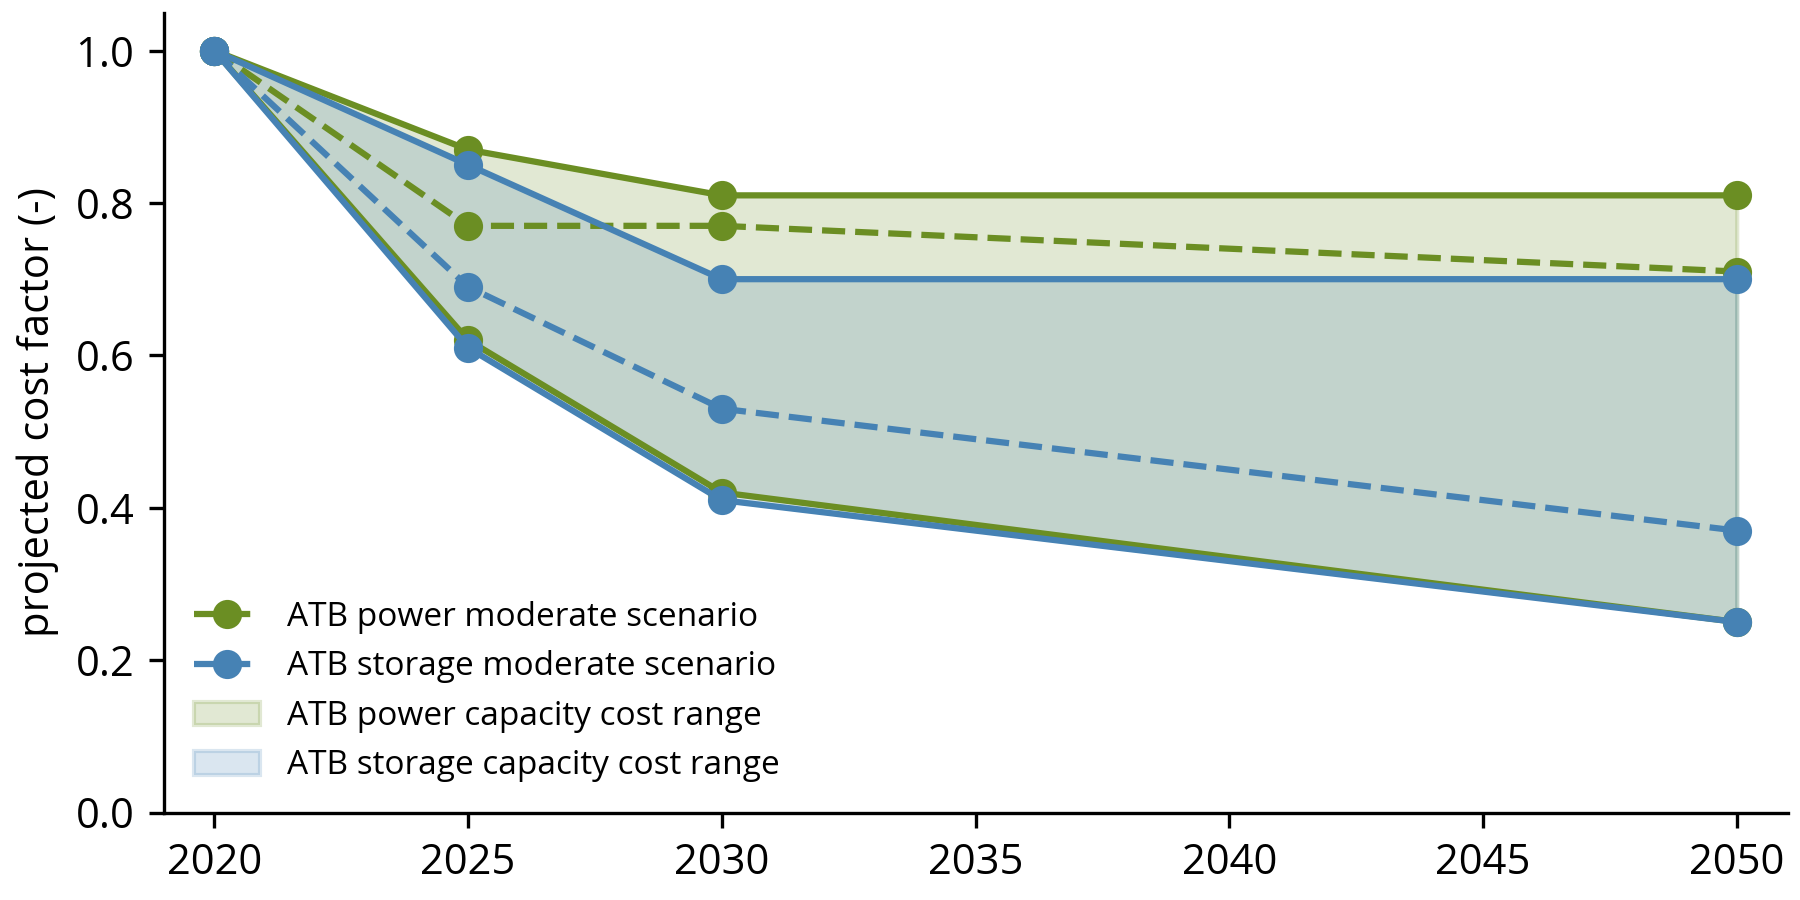 projected cost factor (-)
1.0
0.8
0.6
0.4
0.2
0.0
ATB power moderate scenario
ATB storage moderate scenario
ATB power capacity cost range
ATB storage capacity cost range
2020 2025 2030 2035 2040 2045 2050